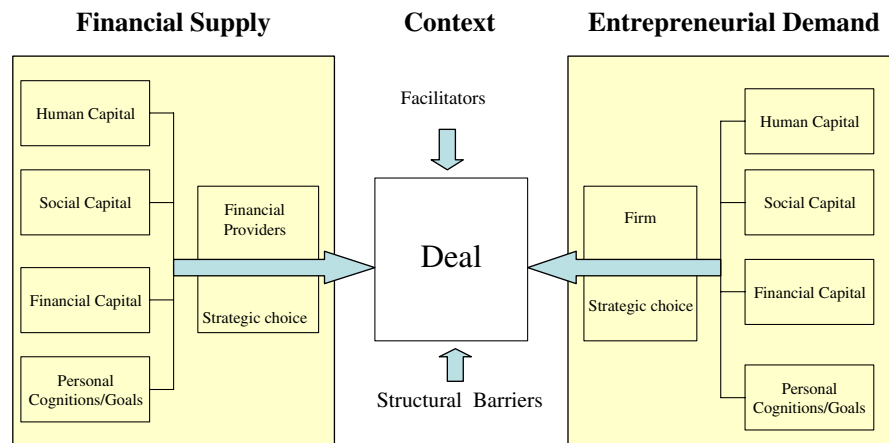 Financial Supply
Context
Entrepreneurial Demand
Human Capital
Social Capital
Financial Capital
Personal
Cognitions/Goals
Financial
Providers
Strategic choice
Facilitators
Deal
Structural Barriers
Firm
Strategic choice
Human Capital
Social Capital
Financial Capital
Personal
Cognitions/Goals